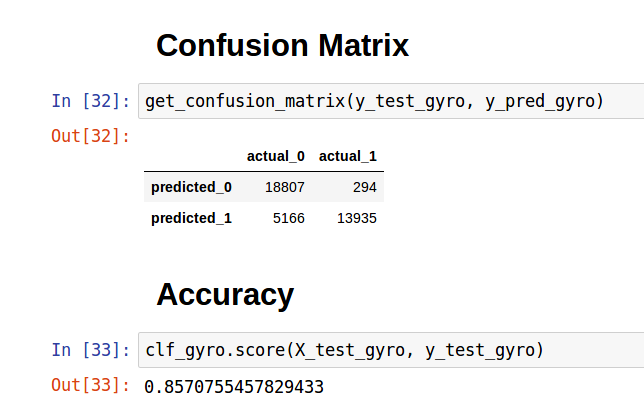 Confusion Matrix
In [32]: get_confusion_matrix(y_test_gyro, y_pred_gyro)
Out[32]:
actual_0 actual_1
predicted_0 18807 294
predicted_1 5166 13935
Accuracy
In [33]: clf_gyro.score(X_test_gyro, y_test_gyro)
Out[33]: 0.8570755457829433